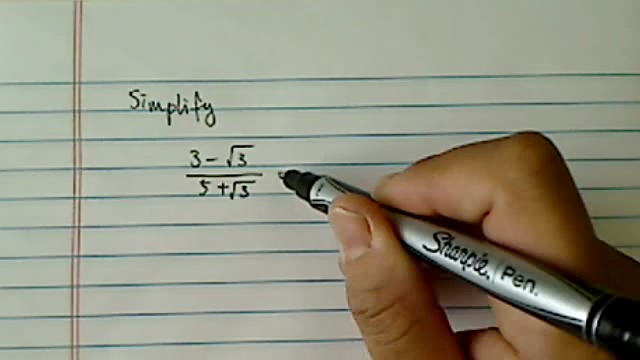 Simplify
3 - √3
5 + √3
Sharpie. Pen.